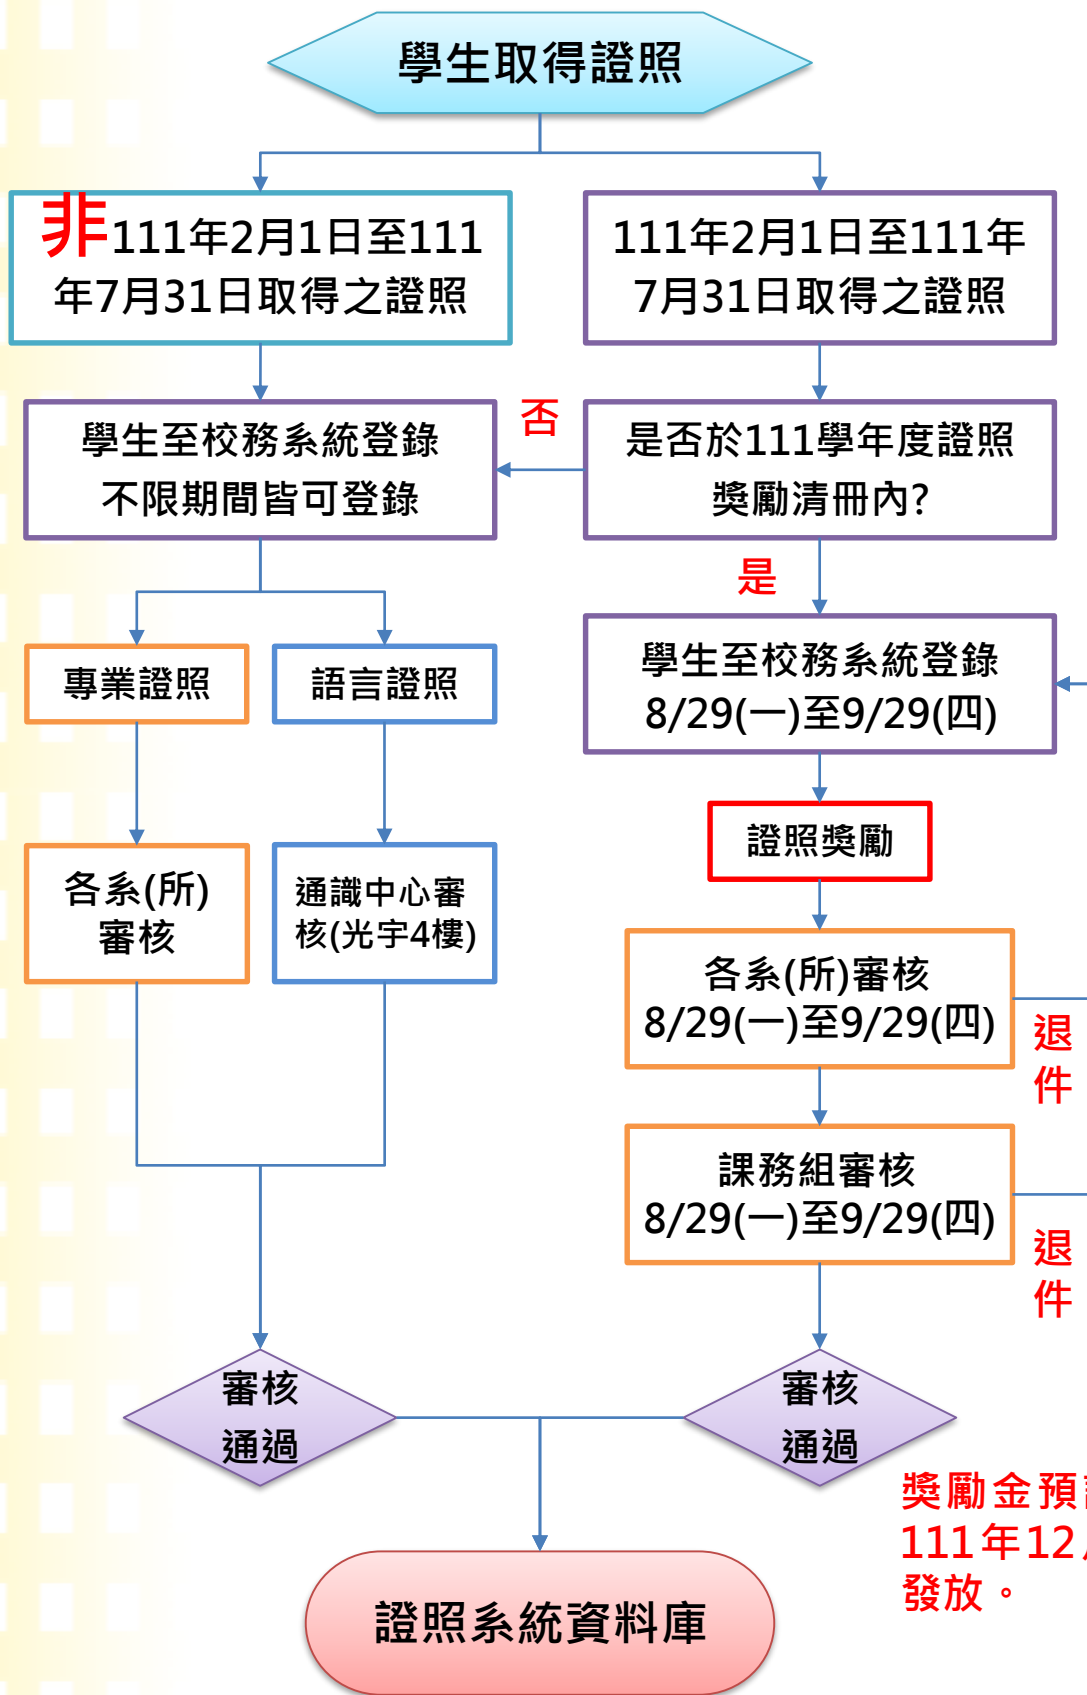 學生取得證照
非111年2月1日至111
年7月31日取得之證照
111年2月1日至111年
7月31日取得之證照
學生至校務系統登錄
不限期間皆可登錄
否
是否於111學年度證照
獎勵清冊內?
是
專業證照
語言證照
學生至校務系統登錄
8/29(一)至9/29(四)
證照獎勵
各系(所)
審核
通識中心審
核(光宇4樓)
各系(所)審核
8/29(一)至9/29(四)
退
件
課務組審核
8/29(一)至9/29(四)
退
件
審核
通過
審核
通過
獎勵金預
111年12
發放。
證照系統資料庫